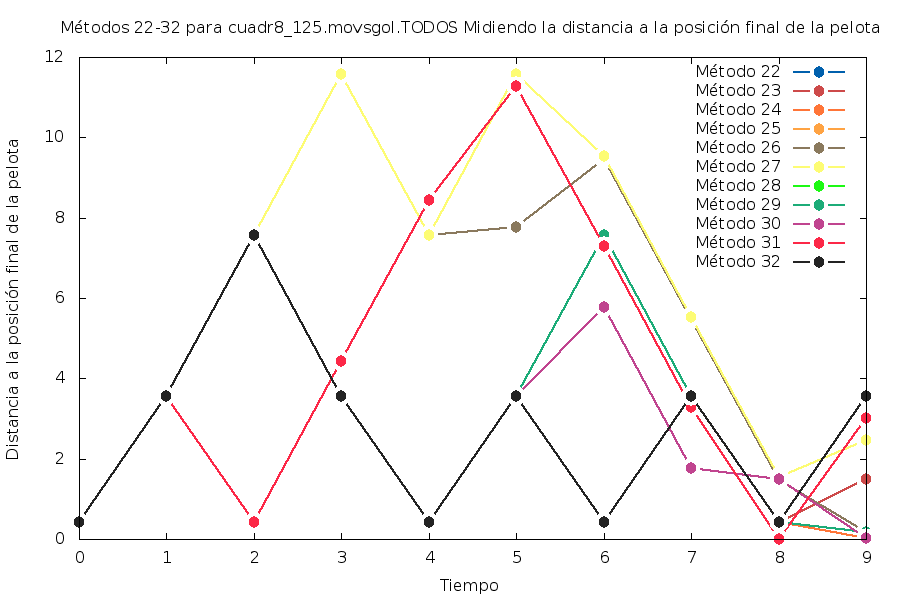 Métodos 22-32 para cuadr8_125.movsgol.TODOS Midiendo la distancia a la posición final de la pelota
12
10
8
6
4
2
0
Distancia a la posición final de la pelota
Método 22
Método 23
Método 24
Método 25
Método 26
Método 27
Método 28
Método 29
Método 30
Método 31
Método 32
0 1 2 3 4 5 6 7 8 9
Tiempo